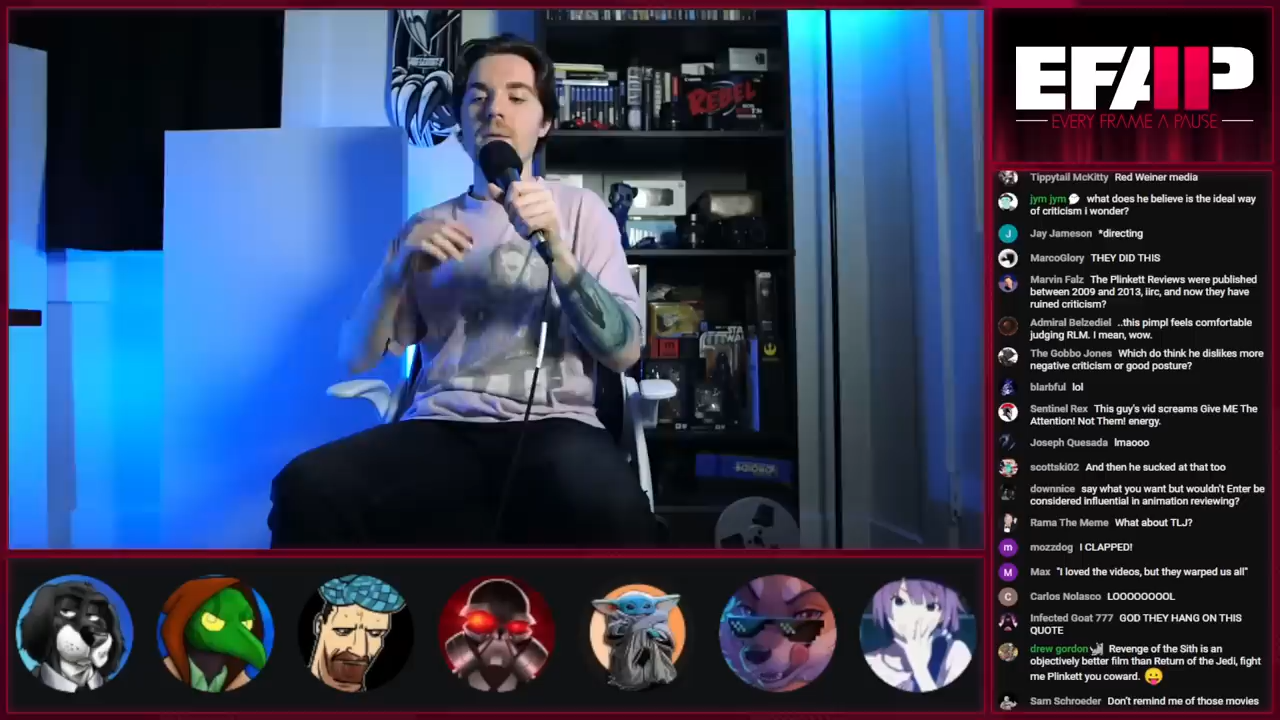 REBEL
STAR
EFAP
EVERY FRAME A PAUSE
Tippytail McKitty Red Weiner media
jym jym what does he believe is the ideal way
of criticism i wonder?
J Jay Jameson *directing
MarcoGlory THEY DID THIS
Marvin Falz The Plinkett Reviews were published
between 2009 and 2013, iirc, and now they have
ruined criticism?
Admiral Belzediel ..this pimpl feels comfortable
judging RLM. I mean, wow.
The Gobbo Jones Which do think he dislikes more
negative criticism or good posture?
blarbful lol
Sentinel Rex This guy's vid screams Give ME The
Attention! Not Them! energy.
Joseph Quesada lmaooo
scottski02 And then he sucked at that too
downnice say what you want but wouldn't Enter be
considered influential in animation reviewing?
Rama The Meme What about TLJ?
m mozzdog I CLAPPED!
M Max "I loved the videos, but they warped us all"
C Carlos Nolasco LOOOOOOOOL
Infected Goat 777 GOD THEY HANG ON THIS
QUOTE
drew gordon Revenge of the Sith is an
objectively better film than Return of the Jedi, fight
me Plinkett you coward. 😜
Sam Schroeder Don't remind me of those movies